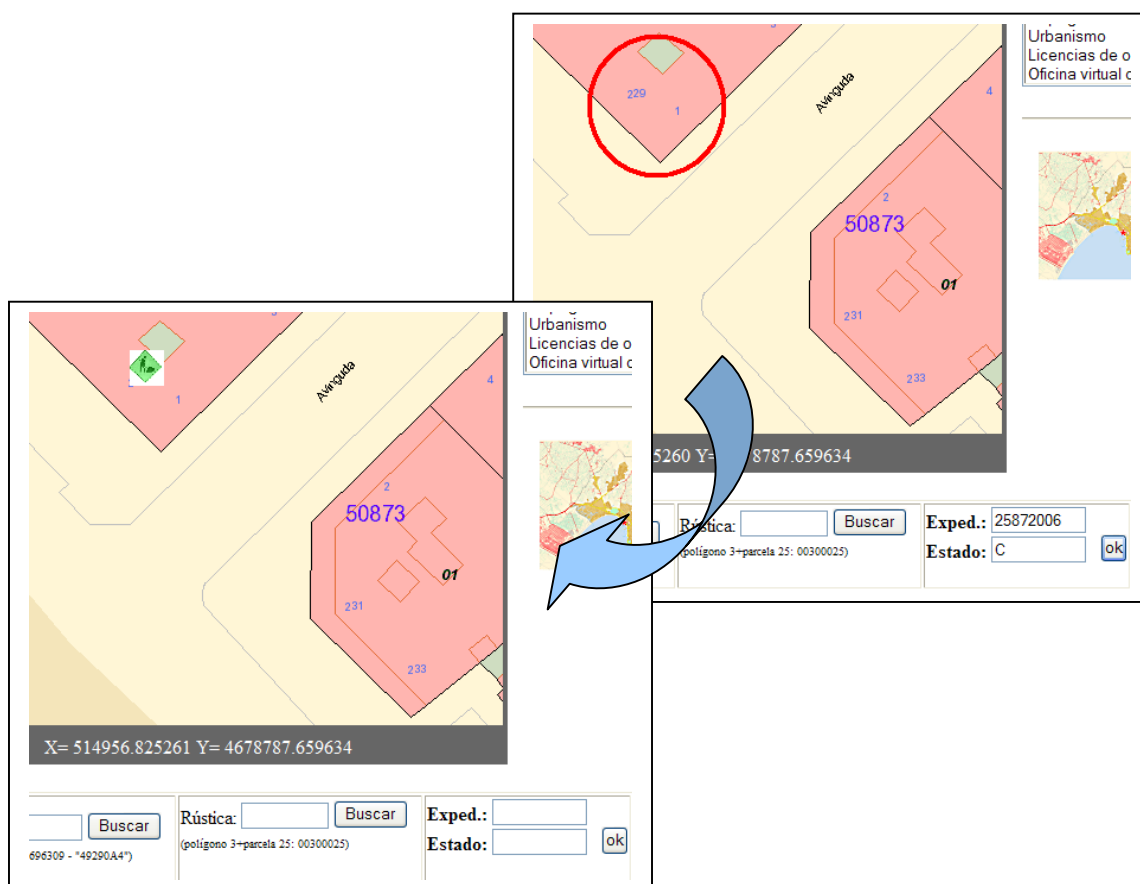 Urbanismo
Licencias de o
Oficina virtual c
229
1
Avinguda
4
2
50873
01
231
233
5260 Y= 8787.659634
Rústica: Buscar
(polígono 3+parcela 25: 00300025)
Exped.: 25872006
Estado: C ok
Urbanismo
Licencias de o
Oficina virtual c
1
Avinguda
4
2
50873
01
231
233
X= 514956.825261 Y= 4678787.659634
Buscar
696309 - "49290A4")
Rústica: Buscar
(polígono 3+parcela 25: 00300025)
Exped.:
Estado: ok